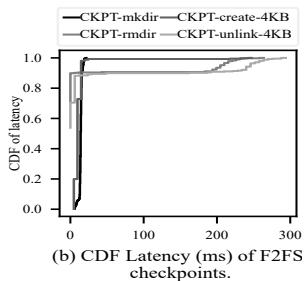 CKPT-mkdir CKPT-create-4KB
CKPT-rmdir CKPT-unlink-4KB
CDF of latency
1.0
0.8
0.6
0.4
0.2
0.0
0 100 200 300
(b) CDF Latency (ms) of F2FS
checkpoints.